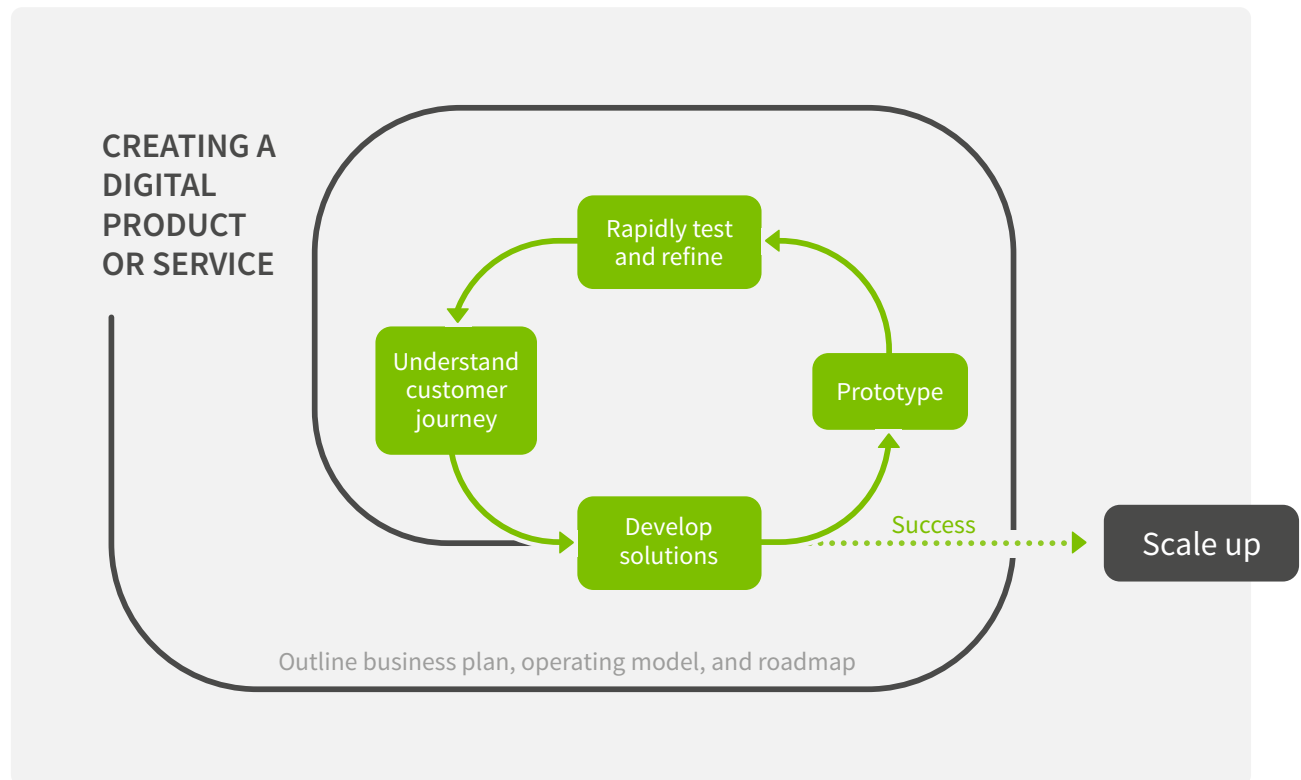 CREATING A
DIGITAL
PRODUCT
OR SERVICE
Rapidly test
and refine
Understand
customer
journey
Prototype
Develop
solutions
Success
Scale up
Outline business plan, operating model, and roadmap